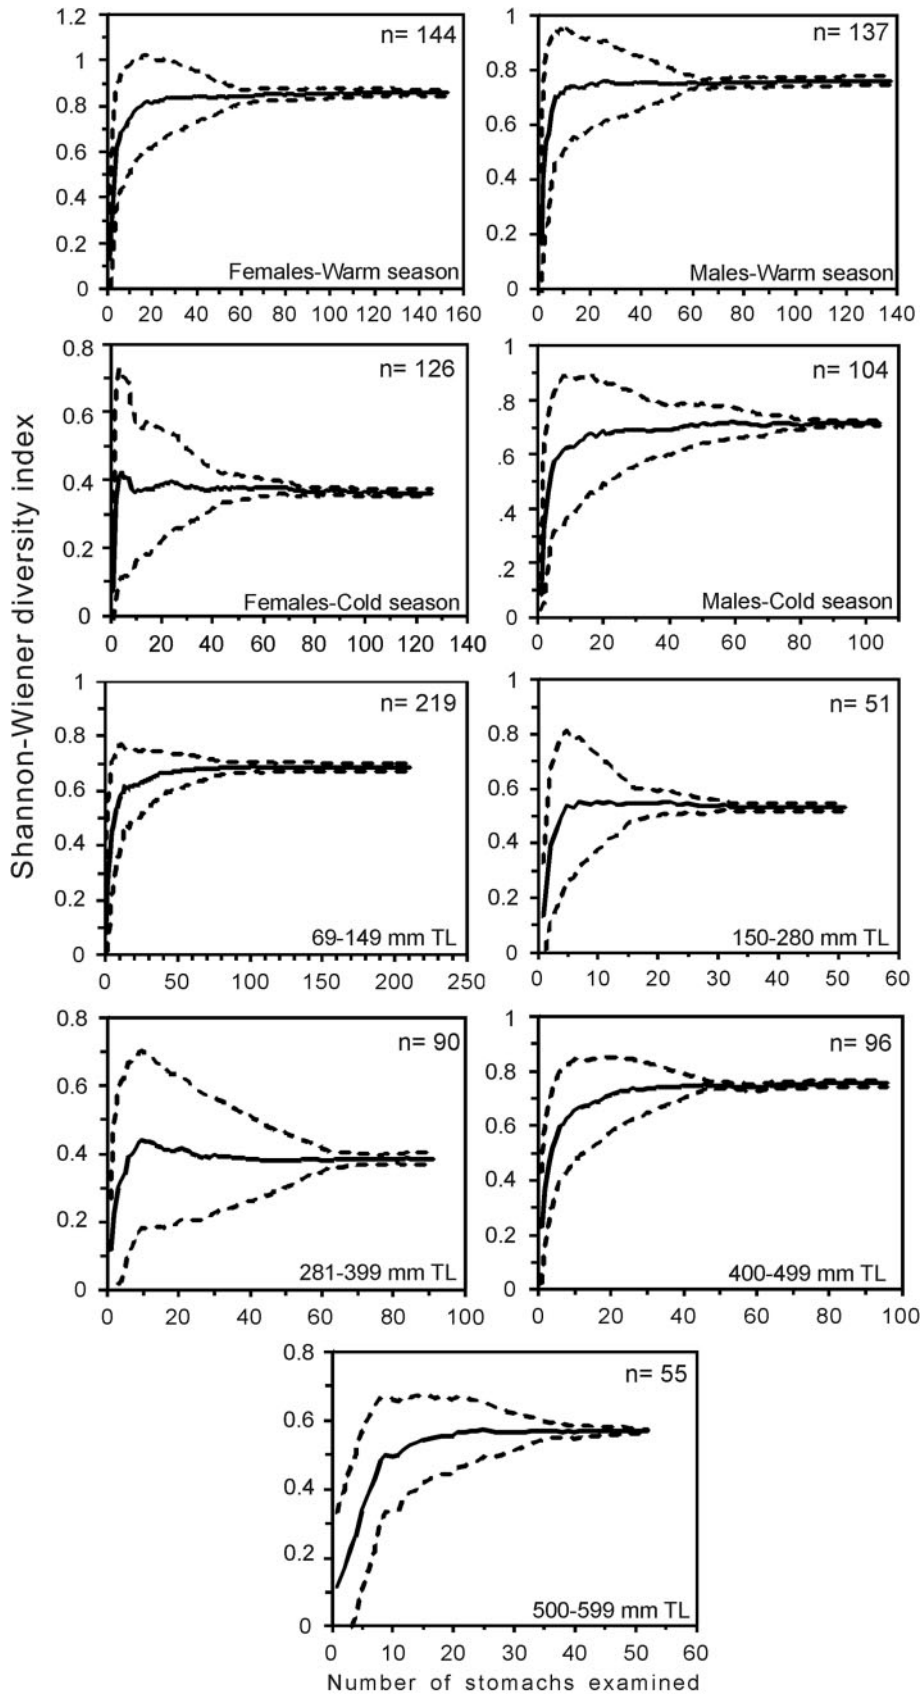 Shannon-Wiener diversity index
1.2
1
0.8
0.6
0.4
0.2
0
n= 144
Females-Warm season
0 20 40 60 80 100 120 140 160
1
0.8
0.6
0.4
0.2
0
n= 137
Males-Warm season
0 20 40 60 80 100 120 140
0.8
0.6
0.4
0.2
0
n= 126
Females-Cold season
0 20 40 60 80 100 120 140
1
.8
.6
.4
.2
0
n= 104
Males-Cold season
0 20 40 60 80 100
1
0.8
0.6
0.4
0.2
0
n= 219
69-149 mm TL
0 50 100 150 200 250
1
0.8
0.6
0.4
0.2
0
n= 51
150-280 mm TL
0 10 20 30 40 50 60
0.8
0.6
0.4
0.2
0
n= 90
281-399 mm TL
0 20 40 60 80 100
1
0.8
0.6
0.4
0.2
0
n= 96
400-499 mm TL
0 20 40 60 80 100
0.8
0.6
0.4
0.2
0
n= 55
500-599 mm TL
0 10 20 30 40 50 60
Number of stomachs examined